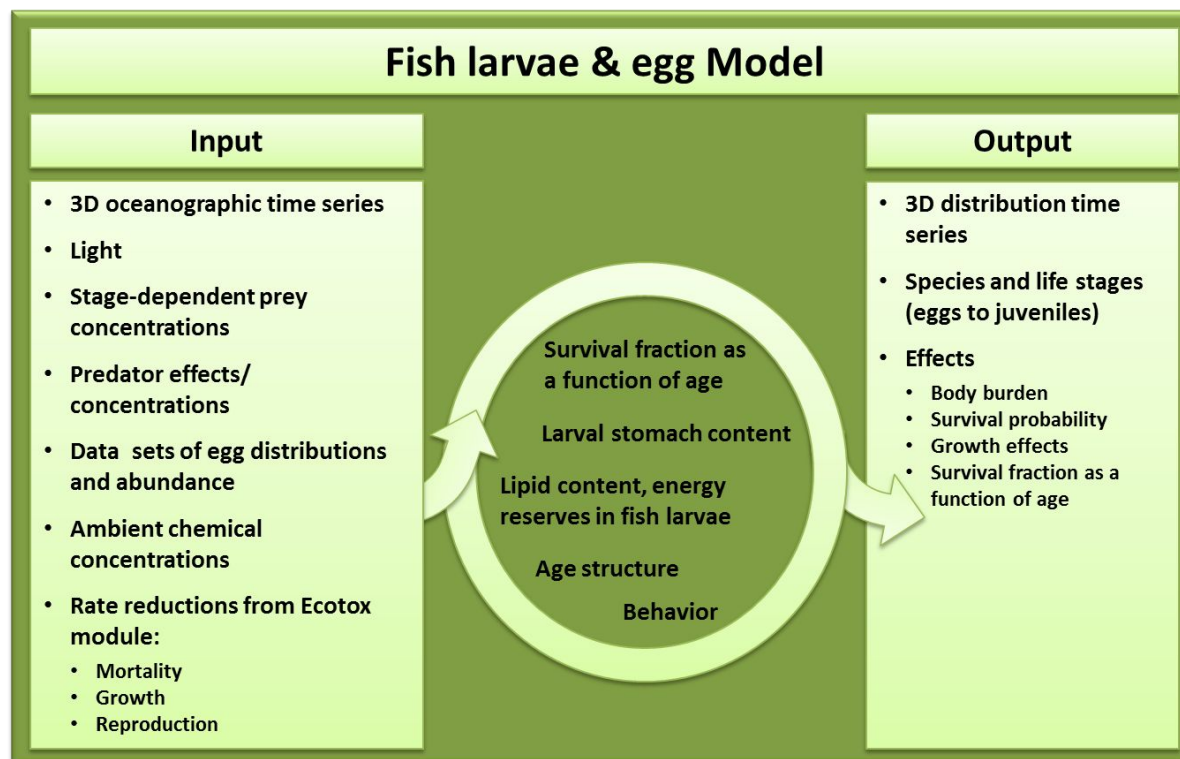 Fish larvae & egg Model
Input
• 3D oceanographic time series
• Light
• Stage-dependent prey
concentrations
• Predator effects/
concentrations
• Data sets of egg distributions
and abundance
• Ambient chemical
concentrations
• Rate reductions from Ecotox
module:
• Mortality
• Growth
• Reproduction
Survival fraction as
a function of age
Larval stomach content
Lipid content, energy
reserves in fish larvae
Age structure
Behavior
Output
• 3D distribution time
series
• Species and life stages
(eggs to juveniles)
• Effects
• Body burden
• Survival probability
• Growth effects
• Survival fraction as a
function of age